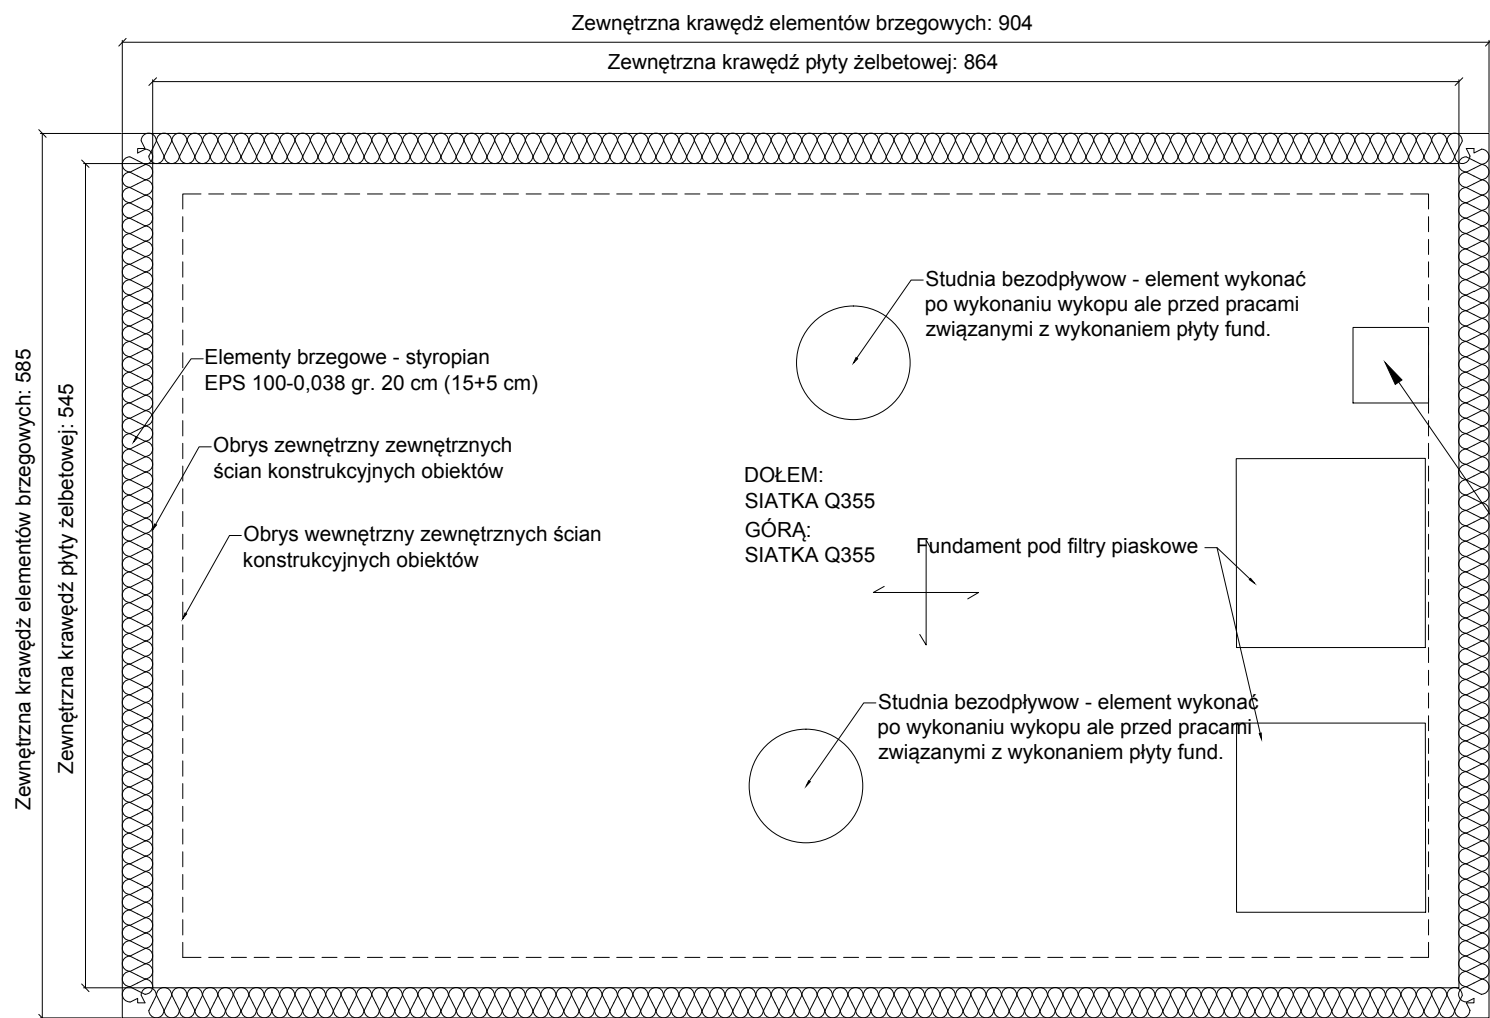 Zewnętrzna krawędż elementów brzegowych: 904
Zewnętrzna krawędź płyty żelbetowej: 864
Zewnętrzna krawędż elementów brzegowych: 585
Zewnętrzna krawędź płyty żelbetowej: 545
Studnia bezodpływow - element wykonać
po wykonaniu wykopu ale przed pracami
związanymi z wykonaniem płyty fund.
Elementy brzegowe - styropian
EPS 100-0,038 gr. 20 cm (15+5 cm)
Obrys zewnętrzny zewnętrznych
ścian konstrukcyjnych obiektów
Obrys wewnętrzny zewnętrznych ścian
konstrukcyjnych obiektów
DOŁEM:
SIATKA Q355
GÓRĄ:
SIATKA Q355
Fundament pod filtry piaskowe
Studnia bezodpływow - element wykonać
po wykonaniu wykopu ale przed pracami
związanymi z wykonaniem płyty fund.